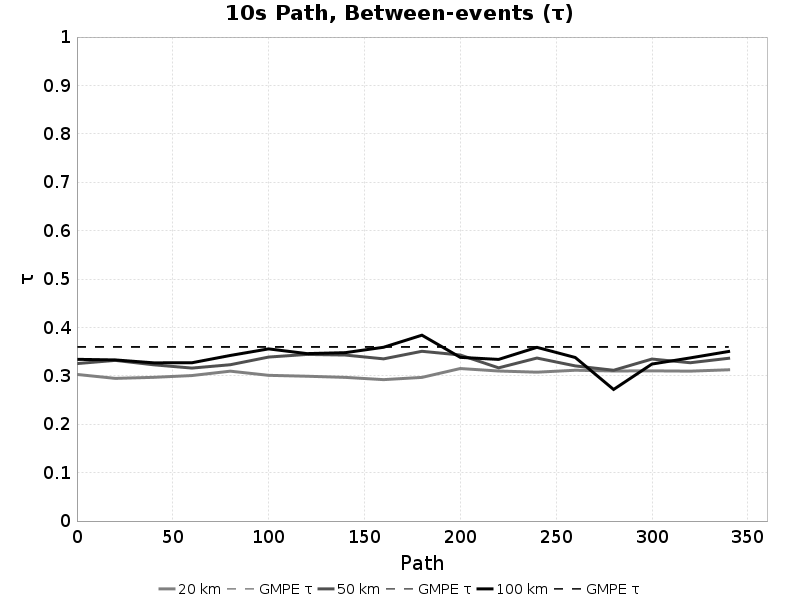 10s Path, Between-events (τ)
1
0.9
0.8
0.7
0.6
0.5
τ
0.4
0.3
0.2
0.1
0
0 50 100 150 200 250 300 350
Path
20 km GMPE τ 50 km GMPE τ 100 km GMPE τ